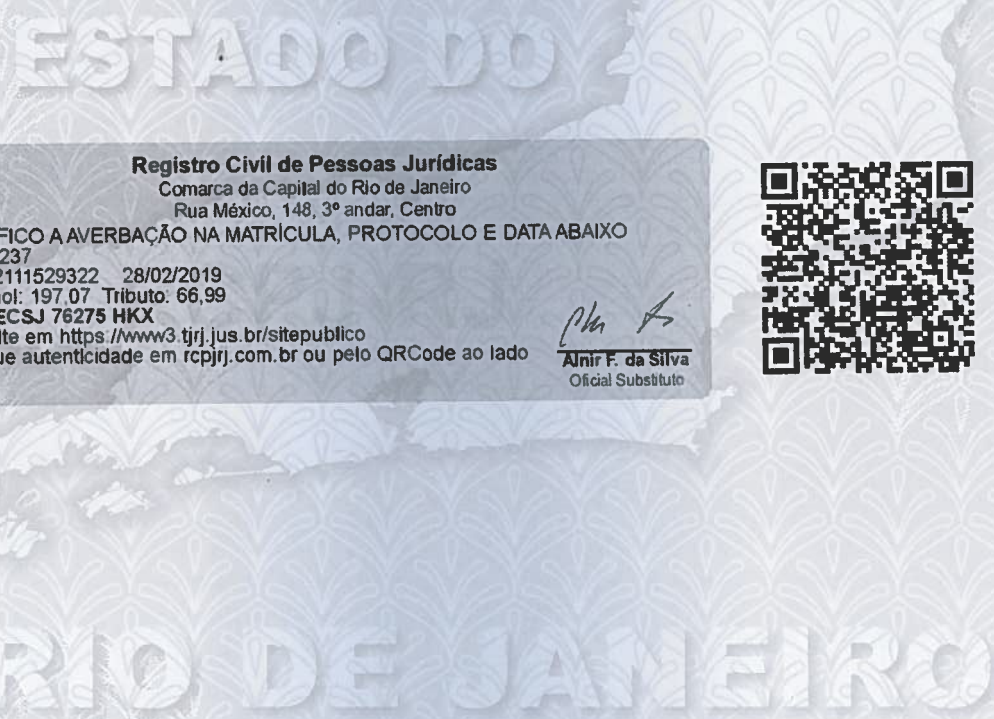 ESTADO DO
Registro Civil de Pessoas Jurídicas
Comarca da Capital do Rio de Janeiro
Rua México, 148, 3º andar, Centro
FICO A AVERBAÇÃO NA MATRÍCULA, PROTOCOLO E DATA ABAIXO
237
2111529322 28/02/2019
ol: 197,07 Tributo: 66,99
ECSJ 76275 HKX
lte em https://www3.tjrj.jus.br/sitepublico
ue autenticidade em rcpjrj.com.br ou pelo QRCode ao lado
Alnir F. da Silva
Oficial Substituto
RIO DE JANEIRO